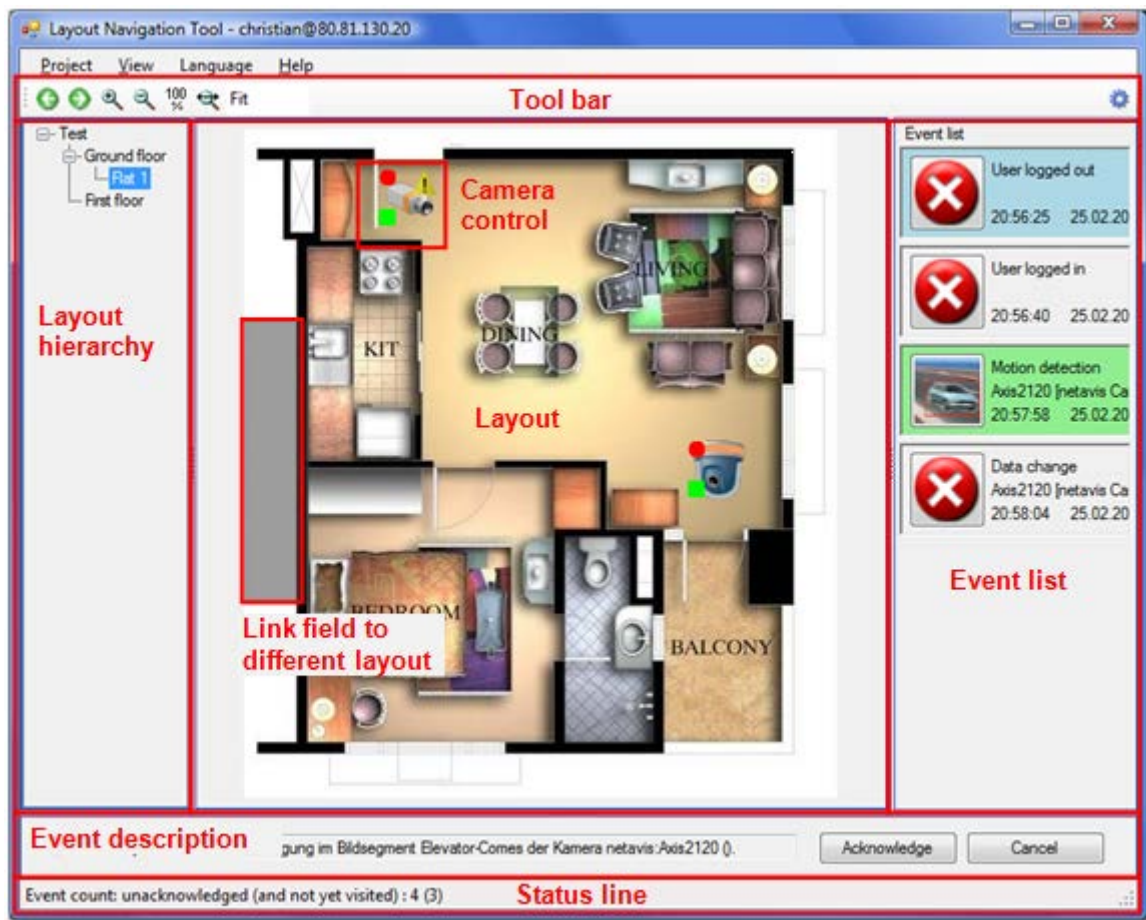 Layout Navigation Tool - christian@80.81.130.20
Project View Language Help
100 % Fit
Tool bar
Test
Ground floor
Flat 1
First floor
Layout hierarchy
Camera control
LIVING
DINING
KIT
Layout
BEDROOM
BALCONY
Link field to different layout
Event list
User logged out
20:56:25 25.02.20
User logged in
20:56:40 25.02.20
Motion detection
Axis2120 [netavis Ca
20:57:58 25.02.20
Data change
Axis2120 [netavis Ca
20:58:04 25.02.20
Event list
Event description
gung im Bildsegment Elevator-Comes der Kamera netavis:Axis2120 ().
Acknowledge Cancel
Event count: unacknowledged (and not yet visited) : 4 (3)
Status line